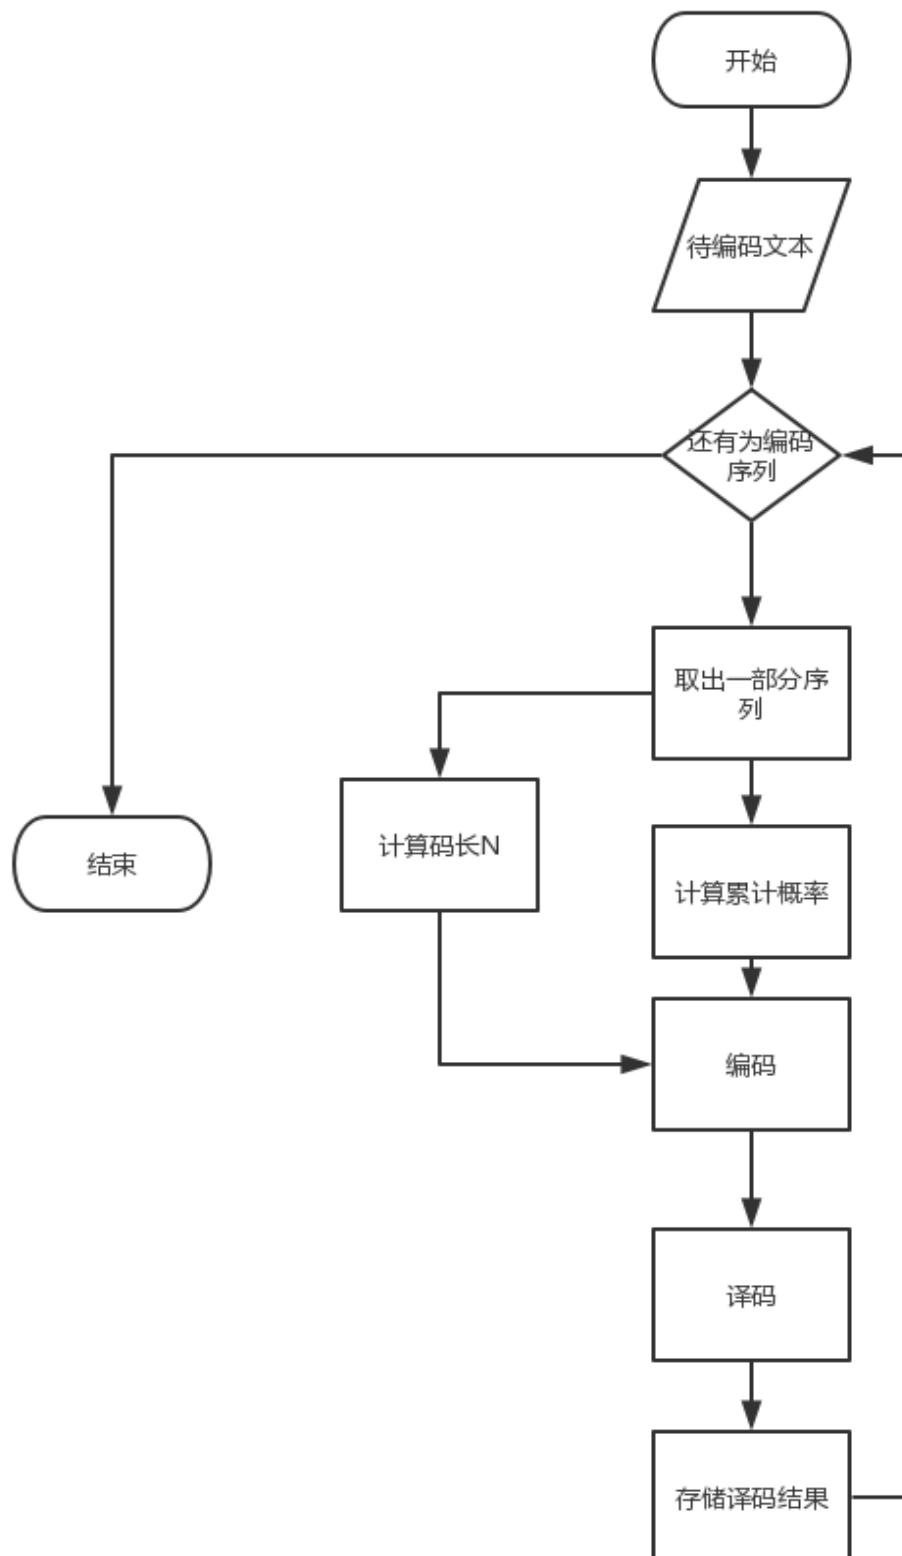 开始
待编码文本
还有为编码
序列
取出一部分序
列
计算码长N
结束
计算累计概率
编码
译码
存储译码结果